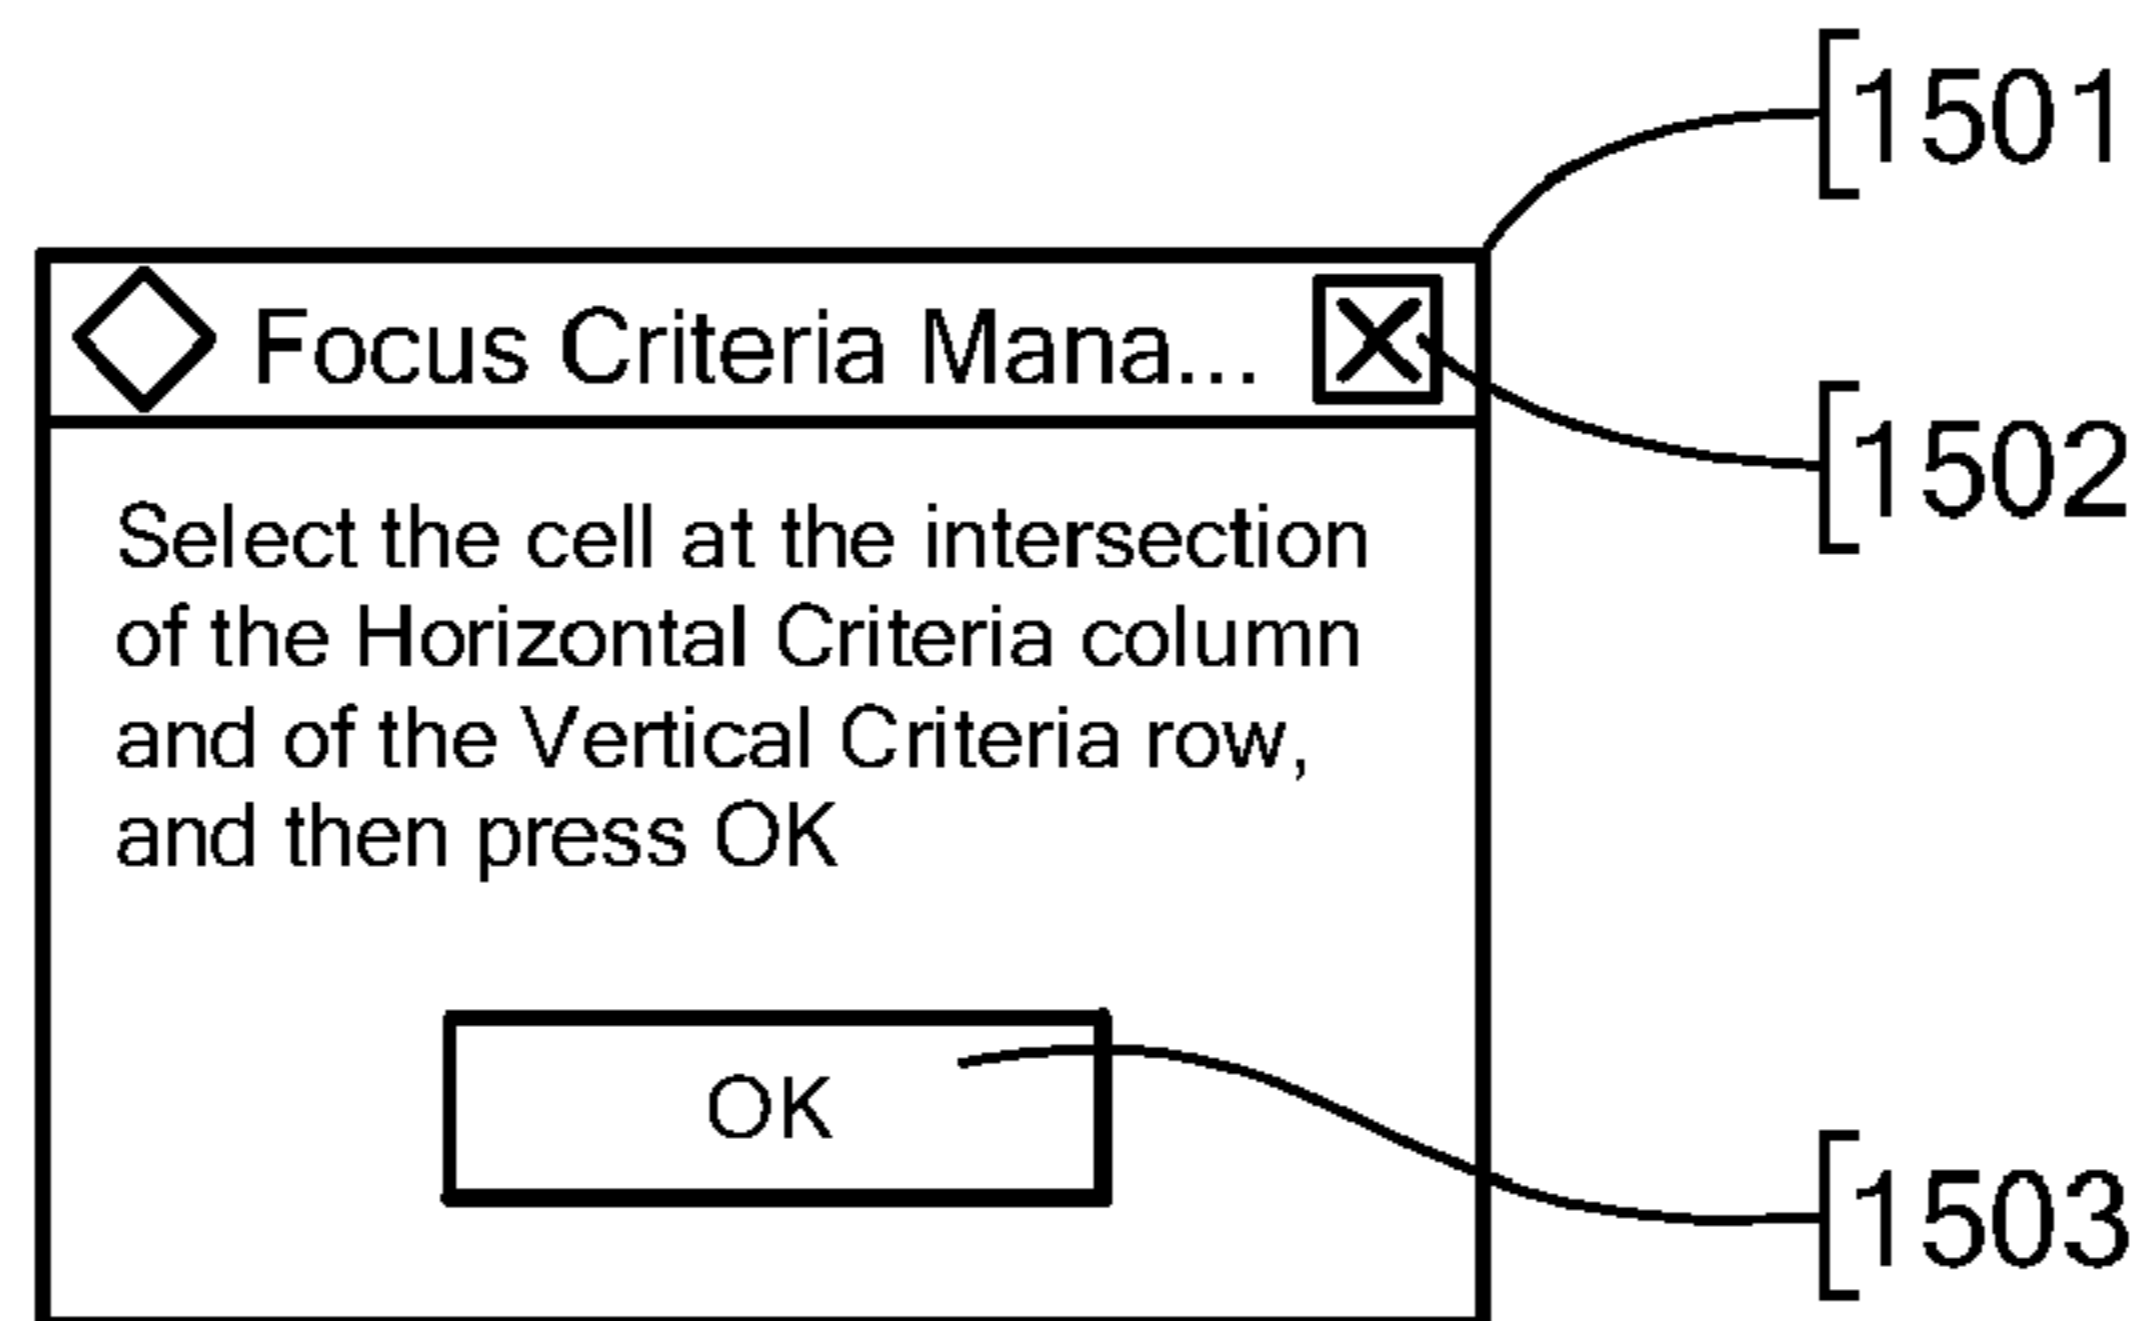 1501
Focus Criteria Mana...
1502
Select the cell at the intersection
of the Horizontal Criteria column
and of the Vertical Criteria row,
and then press OK
OK
1503